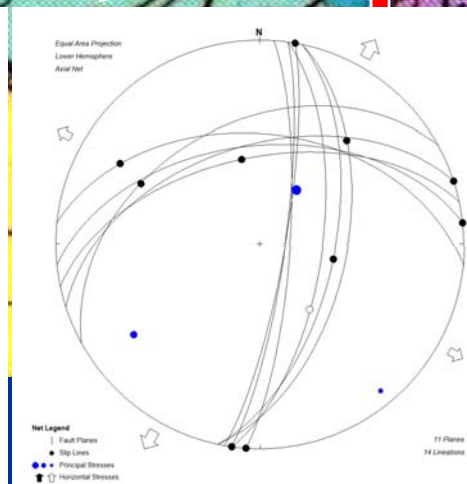 Equal Area Projection
Lower Hemisphere
Axial Net
N
Net Legend
Fault Planes
Slip Lines
Principal Stresses
Horizontal Stresses
11 Planes
14 Lineations